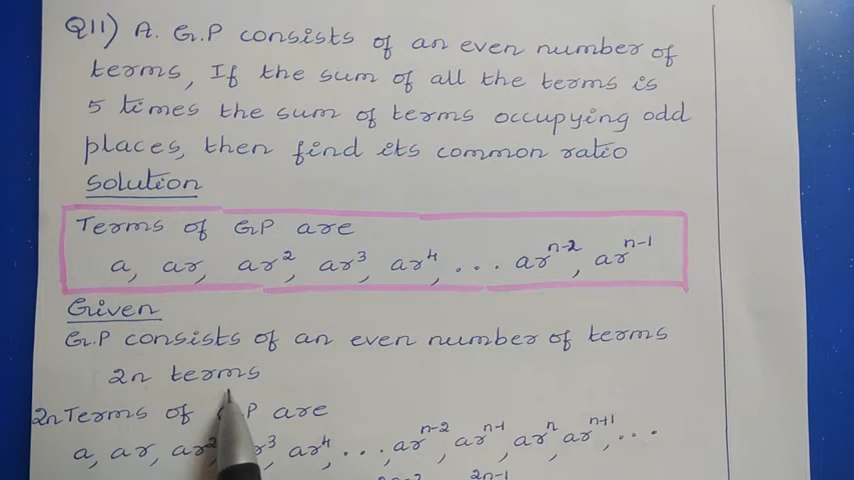 Q11) A. G.P consists of an even number of
terms, If the sum of all the terms is
5 times the sum of terms occupying odd
places, then find its common ratio
Solution
Terms of G.P are
a, ar, ar², ar³, ar⁴, ... arⁿ⁻², arⁿ⁻¹
Given
G.P consists of an even number of terms
2n terms
2n Terms of G.P are
a, ar, ar², ar³, ar⁴, ..., arⁿ⁻², arⁿ⁻¹, arⁿ, arⁿ⁺¹, ...
2n-1